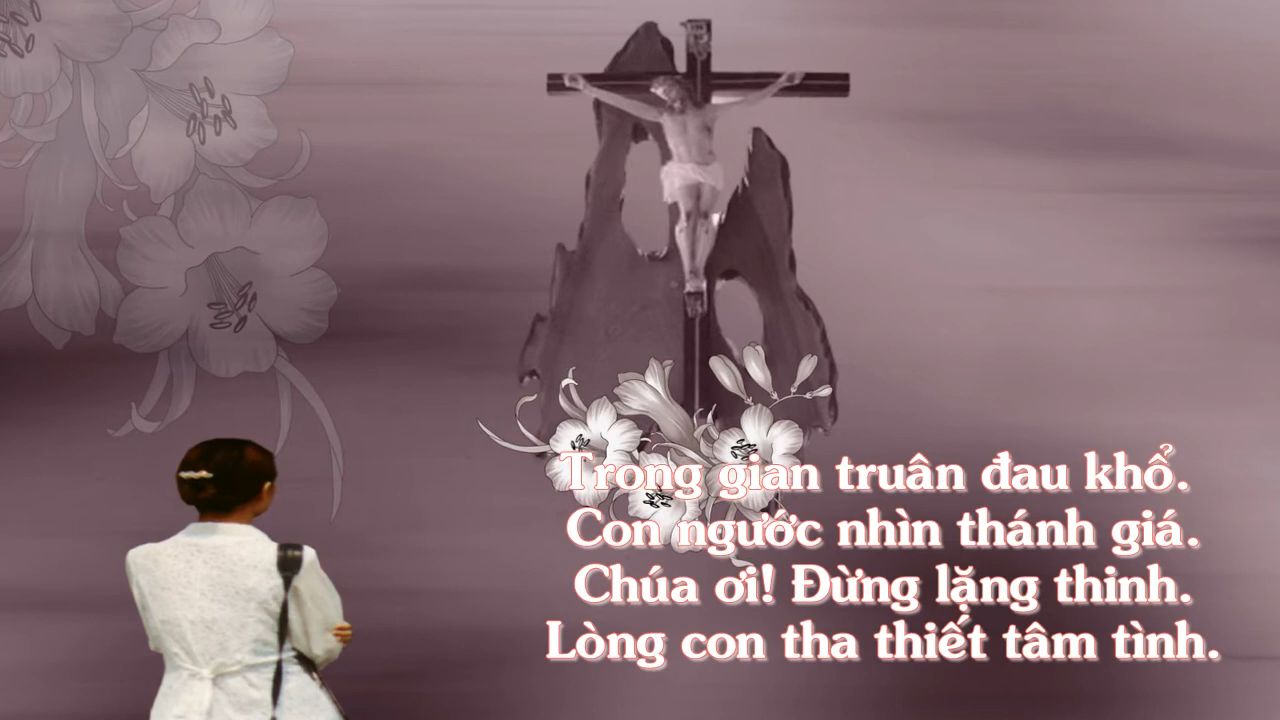 Trong gian truân đau khổ.
Con ngước nhìn thánh giá.
Chúa ơi! Đừng lặng thinh.
Lòng con tha thiết tâm tình.